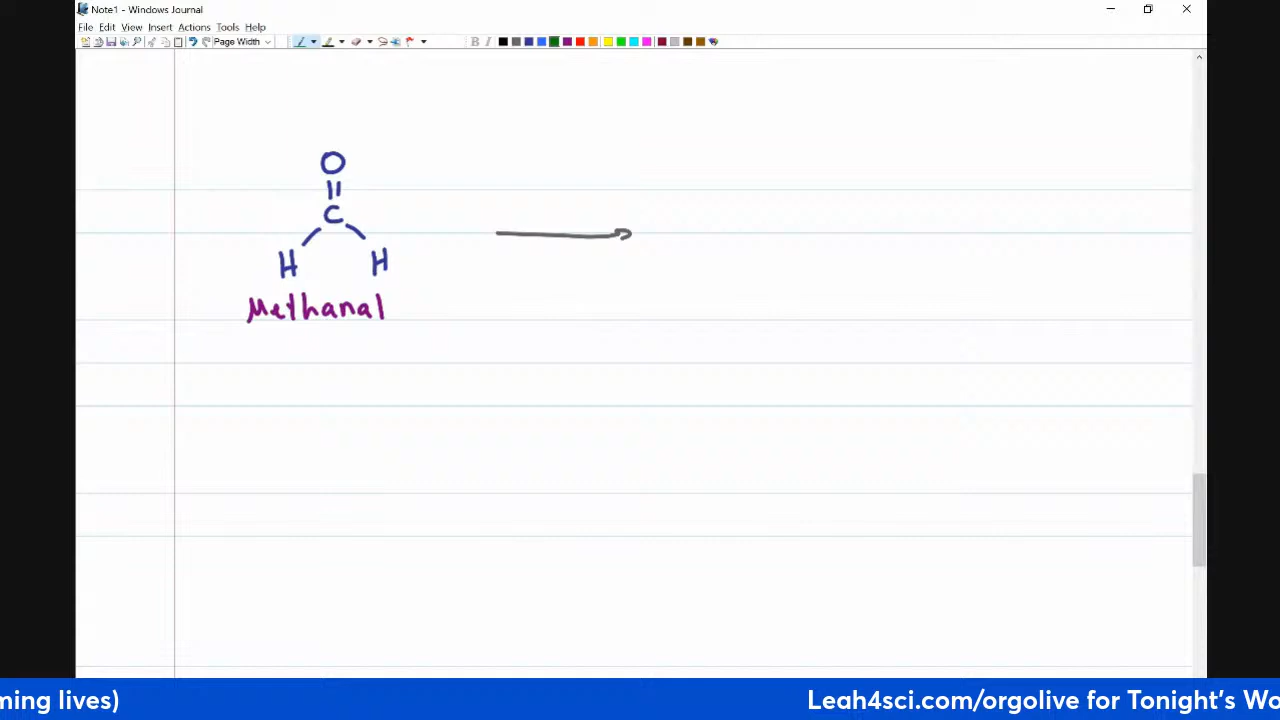 Note1 - Windows Journal
File Edit View Insert Actions Tools Help
Page Width
B I
O
C
H H
Methanal
ming lives)
Leah4sci.com/orgolive for Tonight's Wo